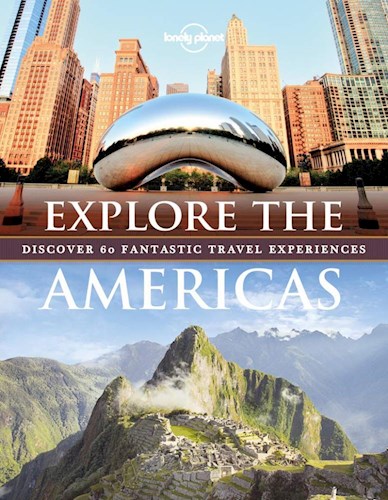 lonely planet
EXPLORE THE
DISCOVER 60 FANTASTIC TRAVEL EXPERIENCES
AMERICAS